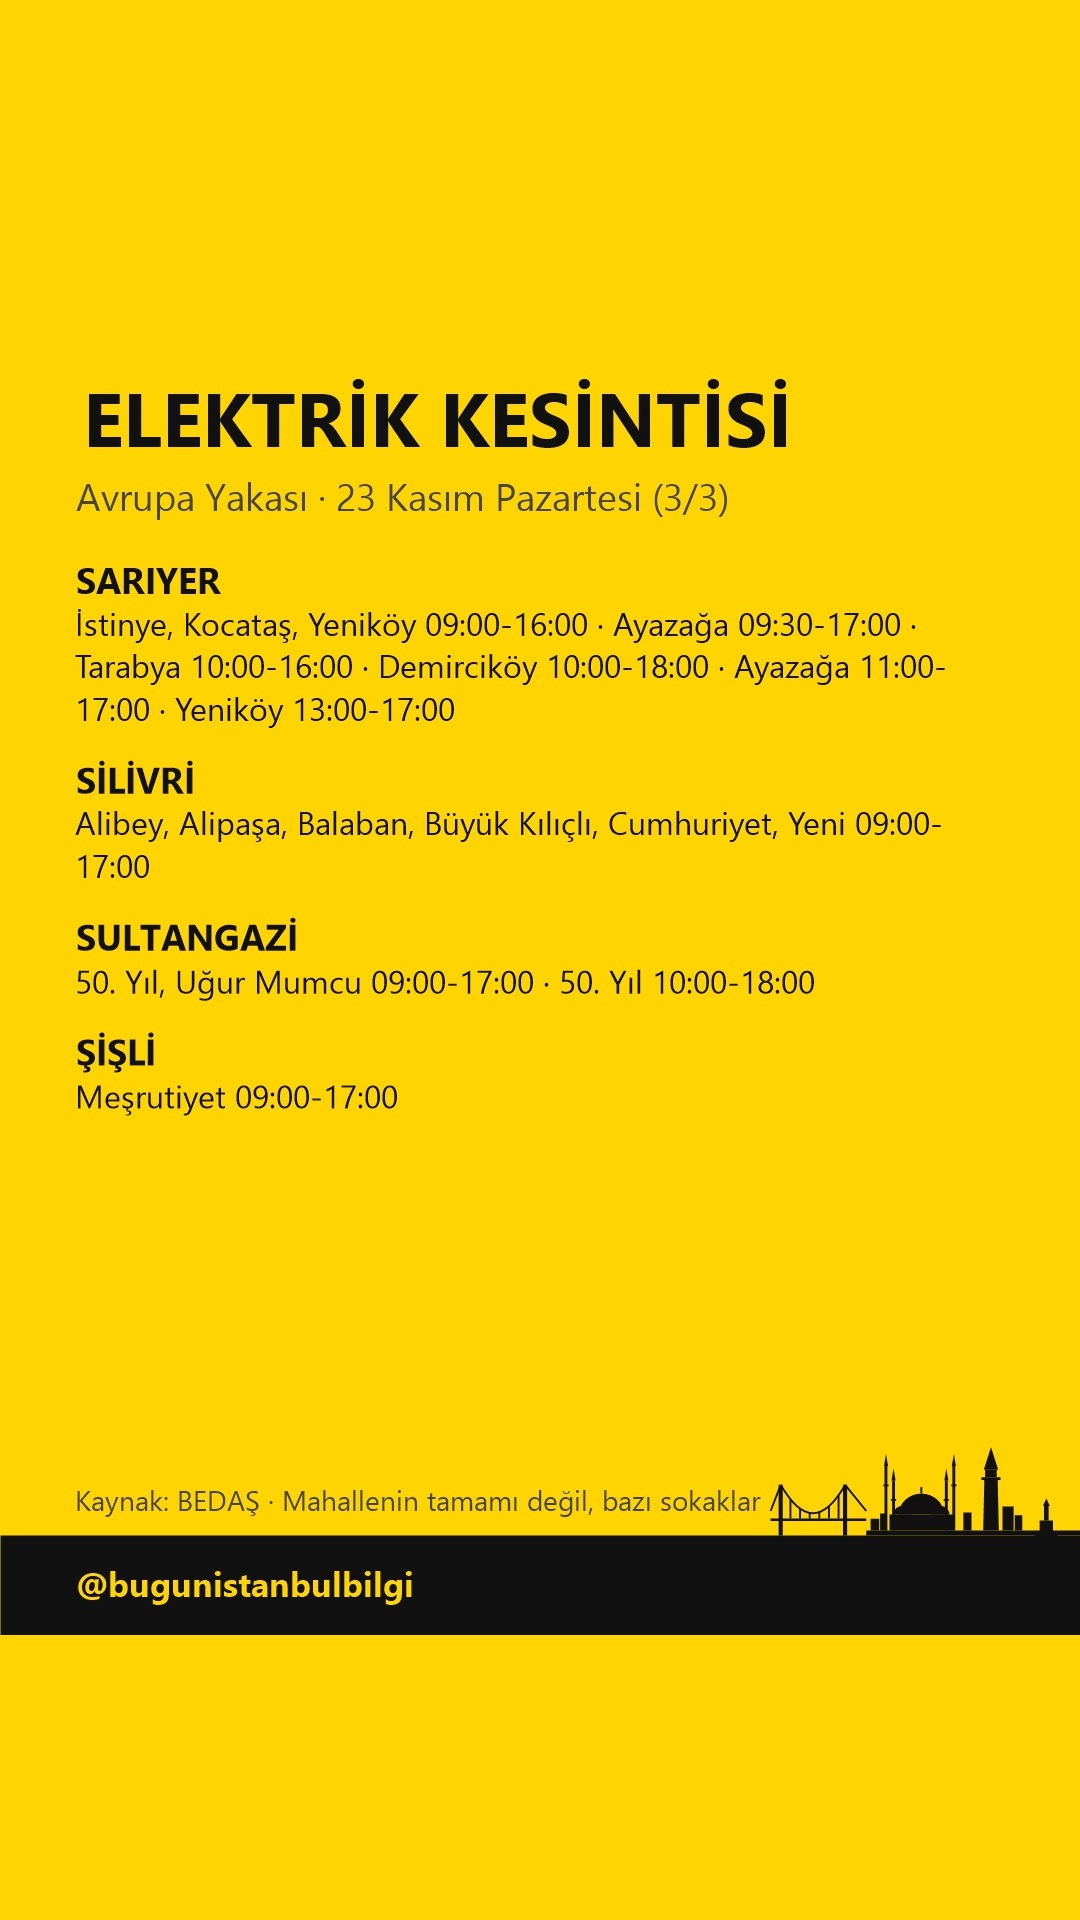 ELEKTRİK KESİNTİSİ
Avrupa Yakası · 23 Kasım Pazartesi (3/3)
SARIYER
İstinye, Kocataş, Yeniköy 09:00-16:00 · Ayazağa 09:30-17:00 ·
Tarabya 10:00-16:00 · Demirciköy 10:00-18:00 · Ayazağa 11:00-
17:00 · Yeniköy 13:00-17:00
SİLİVRİ
Alibey, Alipaşa, Balaban, Büyük Kılıçlı, Cumhuriyet, Yeni 09:00-
17:00
SULTANGAZİ
50. Yıl, Uğur Mumcu 09:00-17:00 · 50. Yıl 10:00-18:00
ŞİŞLİ
Meşrutiyet 09:00-17:00
Kaynak: BEDAŞ · Mahallenin tamamı değil, bazı sokaklar
@bugunistanbulbilgi